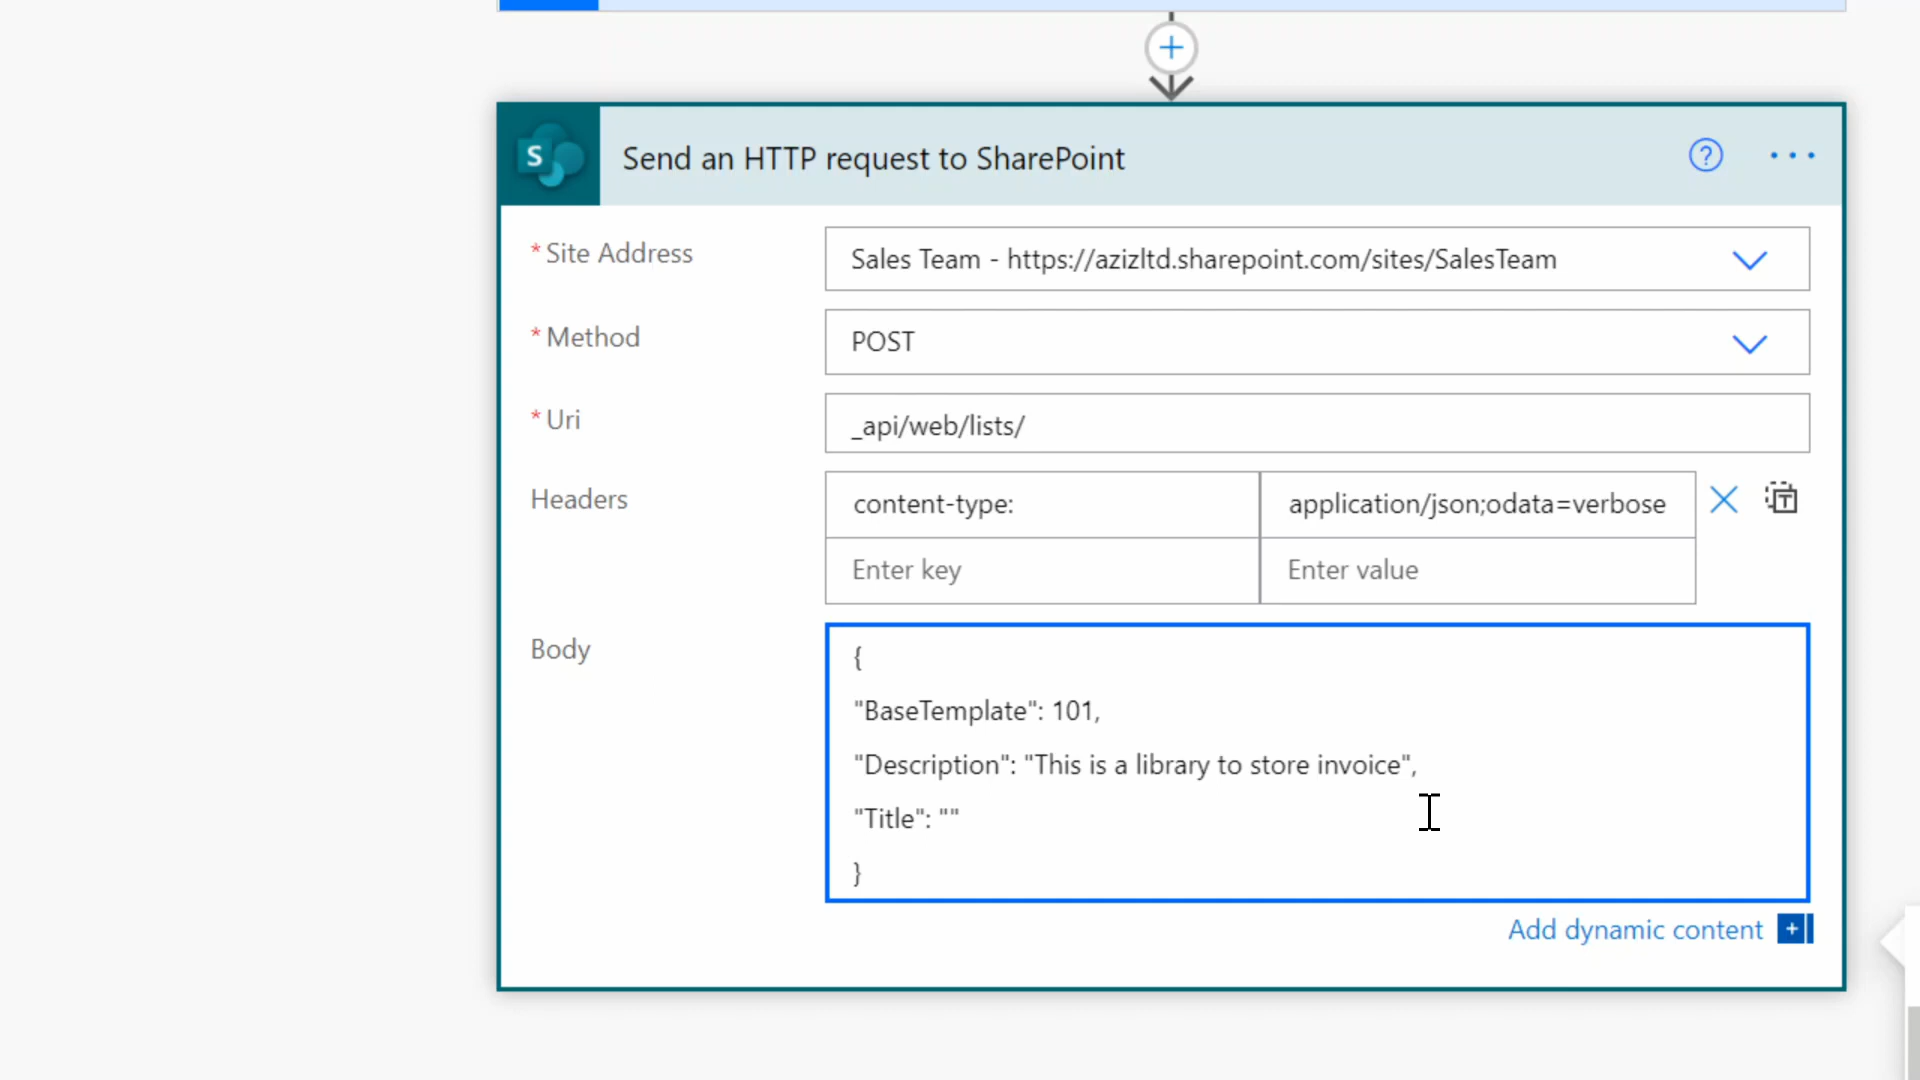 S
Send an HTTP request to SharePoint
?
* Site Address
Sales Team - https://azizltd.sharepoint.com/sites/SalesTeam
* Method
POST
* Uri
_api/web/lists/
Headers
content-type:
application/json;odata=verbose
Enter key
Enter value
Body
{
"BaseTemplate": 101,
"Description": "This is a library to store invoice",
"Title": ""
}
Add dynamic content